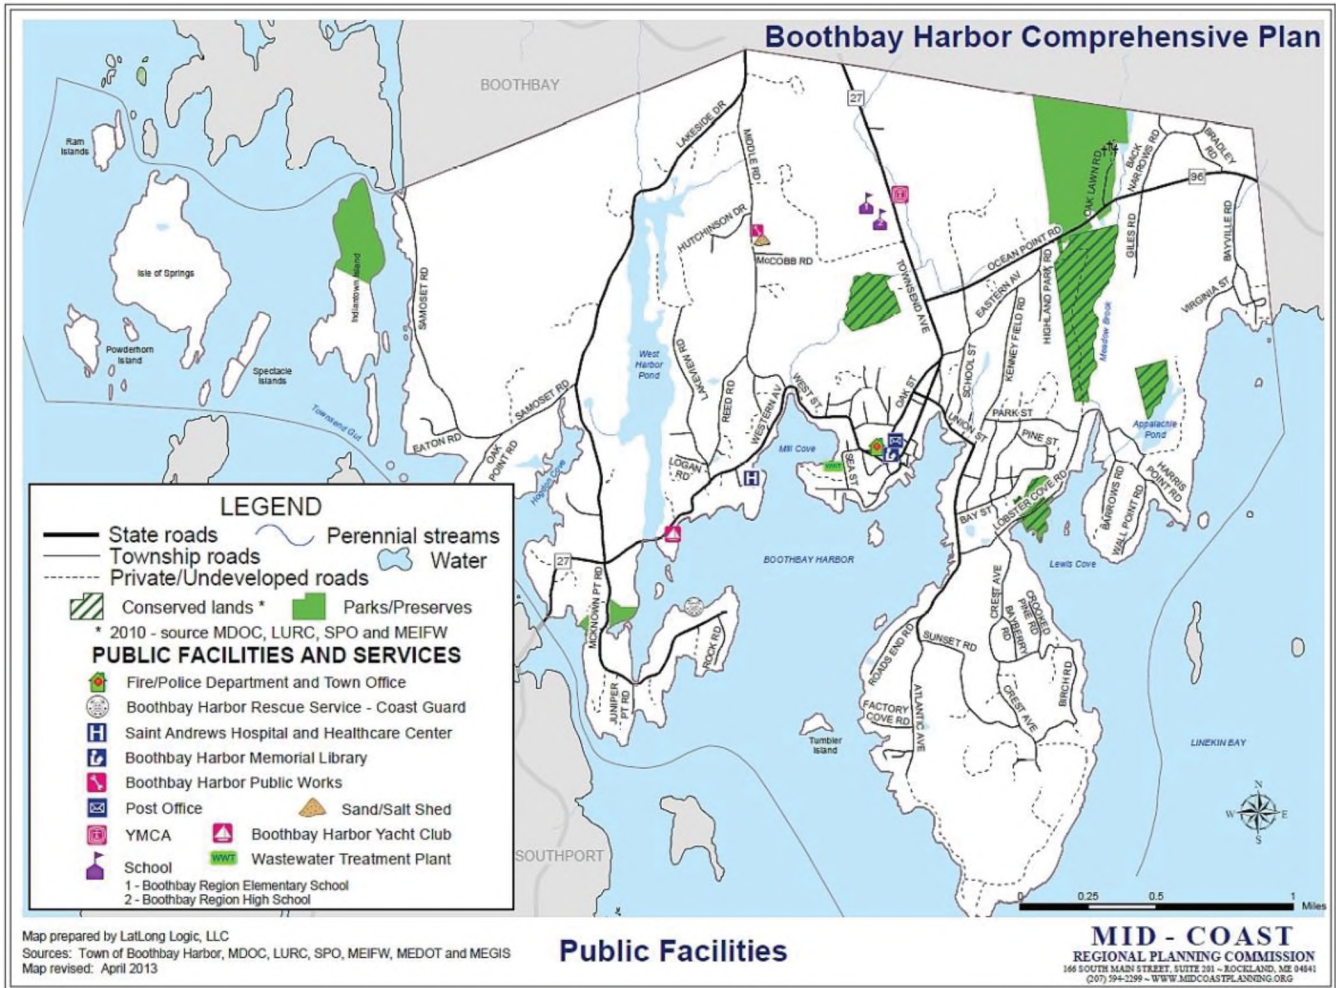 Boothbay Harbor Comprehensive Plan
BOOTHBAY
27
LAKESIDE DR
MIDDLE RD
BACK NARROWS RD
BRADLEY RD
Ram Islands
OAK LAWN RD
96
HUTCHINSON DR
GILES RD
BAYVILLE RD
OCEAN POINT RD
McCOBB RD
Isle of Springs
Indiantown Island
SAMOSET RD
TOWNSEND AVE
EASTERN AV
HIGHLAND PARK RD
VIRGINIA ST
KENNEY FIELD RD
Meadow Brook
Powderhorn Island
Spectacle Islands
West Harbor Pond
LAKEVIEW RD
REED RD
WESTERN AV
WEST ST
OAK ST
SCHOOL ST
SAMOSET RD
Townsend Gut
EATON RD
OAK POINT RD
UNION ST
PARK ST
PINE ST
Appalachie Pond
Mill Cove
SEA ST
WWT
LOGAN RD
H
Hodgdon Cove
BAY ST
LOBSTER COVE RD
BARROWS RD
WALL POINT RD
HARRIS POINT RD
27
BOOTHBAY HARBOR
Lewis Cove
MCKNOWN PT RD
CREST AVE
CROOKED PINE RD
BAYBERRY RD
ROCK RD
ROADS END RD
SUNSET RD
BIRCH RD
JUNIPER PT RD
FACTORY COVE RD
ATLANTIC AVE
CREST AVE
Tumbler Island
LINEKIN BAY
SOUTHPORT
N
W E
S
0 0.25 0.5 1
Miles
LEGEND
State roads
Perennial streams
Township roads
Water
Private/Undeveloped roads
Conserved lands *
Parks/Preserves
* 2010 - source MDOC, LURC, SPO and MEIFW
PUBLIC FACILITIES AND SERVICES
Fire/Police Department and Town Office
Boothbay Harbor Rescue Service - Coast Guard
H Saint Andrews Hospital and Healthcare Center
Boothbay Harbor Memorial Library
Boothbay Harbor Public Works
Post Office
Sand/Salt Shed
YMCA
Boothbay Harbor Yacht Club
WWT Wastewater Treatment Plant
School
1 - Boothbay Region Elementary School
2 - Boothbay Region High School
Map prepared by LatLong Logic, LLC
Sources: Town of Boothbay Harbor, MDOC, LURC, SPO, MEIFW, MEDOT and MEGIS
Map revised: April 2013
Public Facilities
MID - COAST
REGIONAL PLANNING COMMISSION
166 SOUTH MAIN STREET, SUITE 201 ~ ROCKLAND, ME 04841
(207) 594-2299 ~ WWW.MIDCOASTPLANNING.ORG